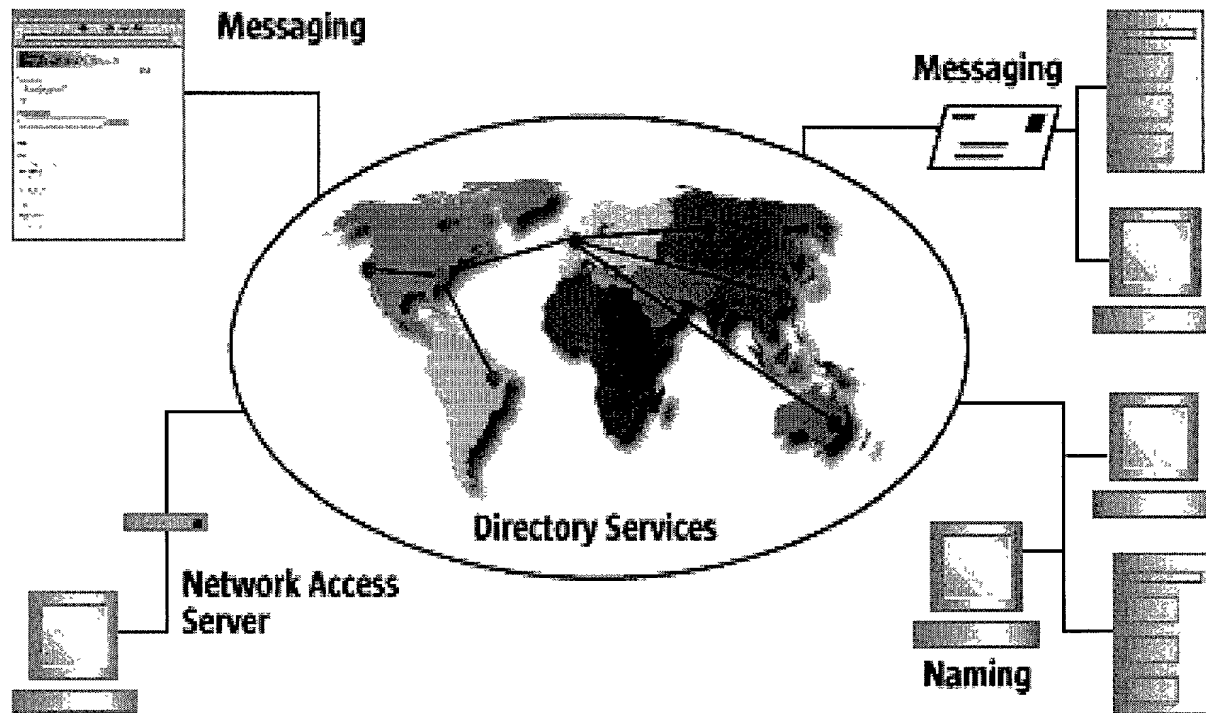 Messaging
Messaging
Directory Services
Network Access
Server
Naming